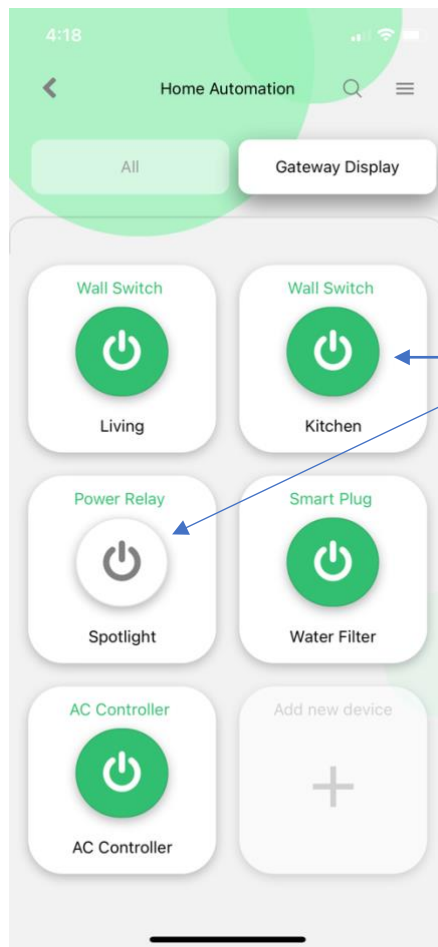 4:18
Home Automation
All
Gateway Display
Wall Switch
Living
Wall Switch
Kitchen
Power Relay
Spotlight
Smart Plug
Water Filter
AC Controller
AC Controller
Add new device